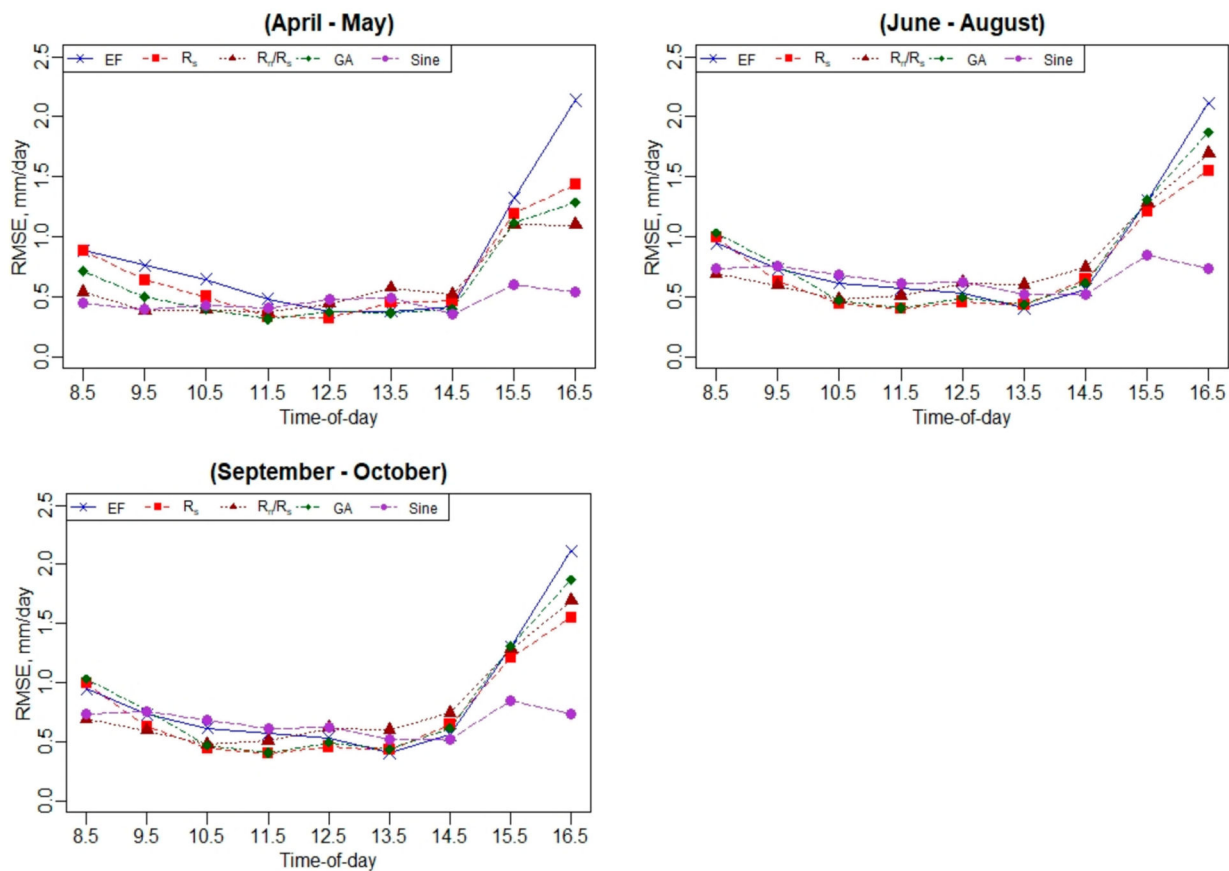 (April - May)
RMSE, mm/day
2.5
2.0
1.5
1.0
0.5
0.0
EF Rs Rn/Rs GA Sine
8.5 9.5 10.5 11.5 12.5 13.5 14.5 15.5 16.5
Time-of-day
(June - August)
RMSE, mm/day
2.5
2.0
1.5
1.0
0.5
0.0
EF Rs Rn/Rs GA Sine
8.5 9.5 10.5 11.5 12.5 13.5 14.5 15.5 16.5
Time-of-day
(September - October)
RMSE, mm/day
2.5
2.0
1.5
1.0
0.5
0.0
EF Rs Rn/Rs GA Sine
8.5 9.5 10.5 11.5 12.5 13.5 14.5 15.5 16.5
Time-of-day